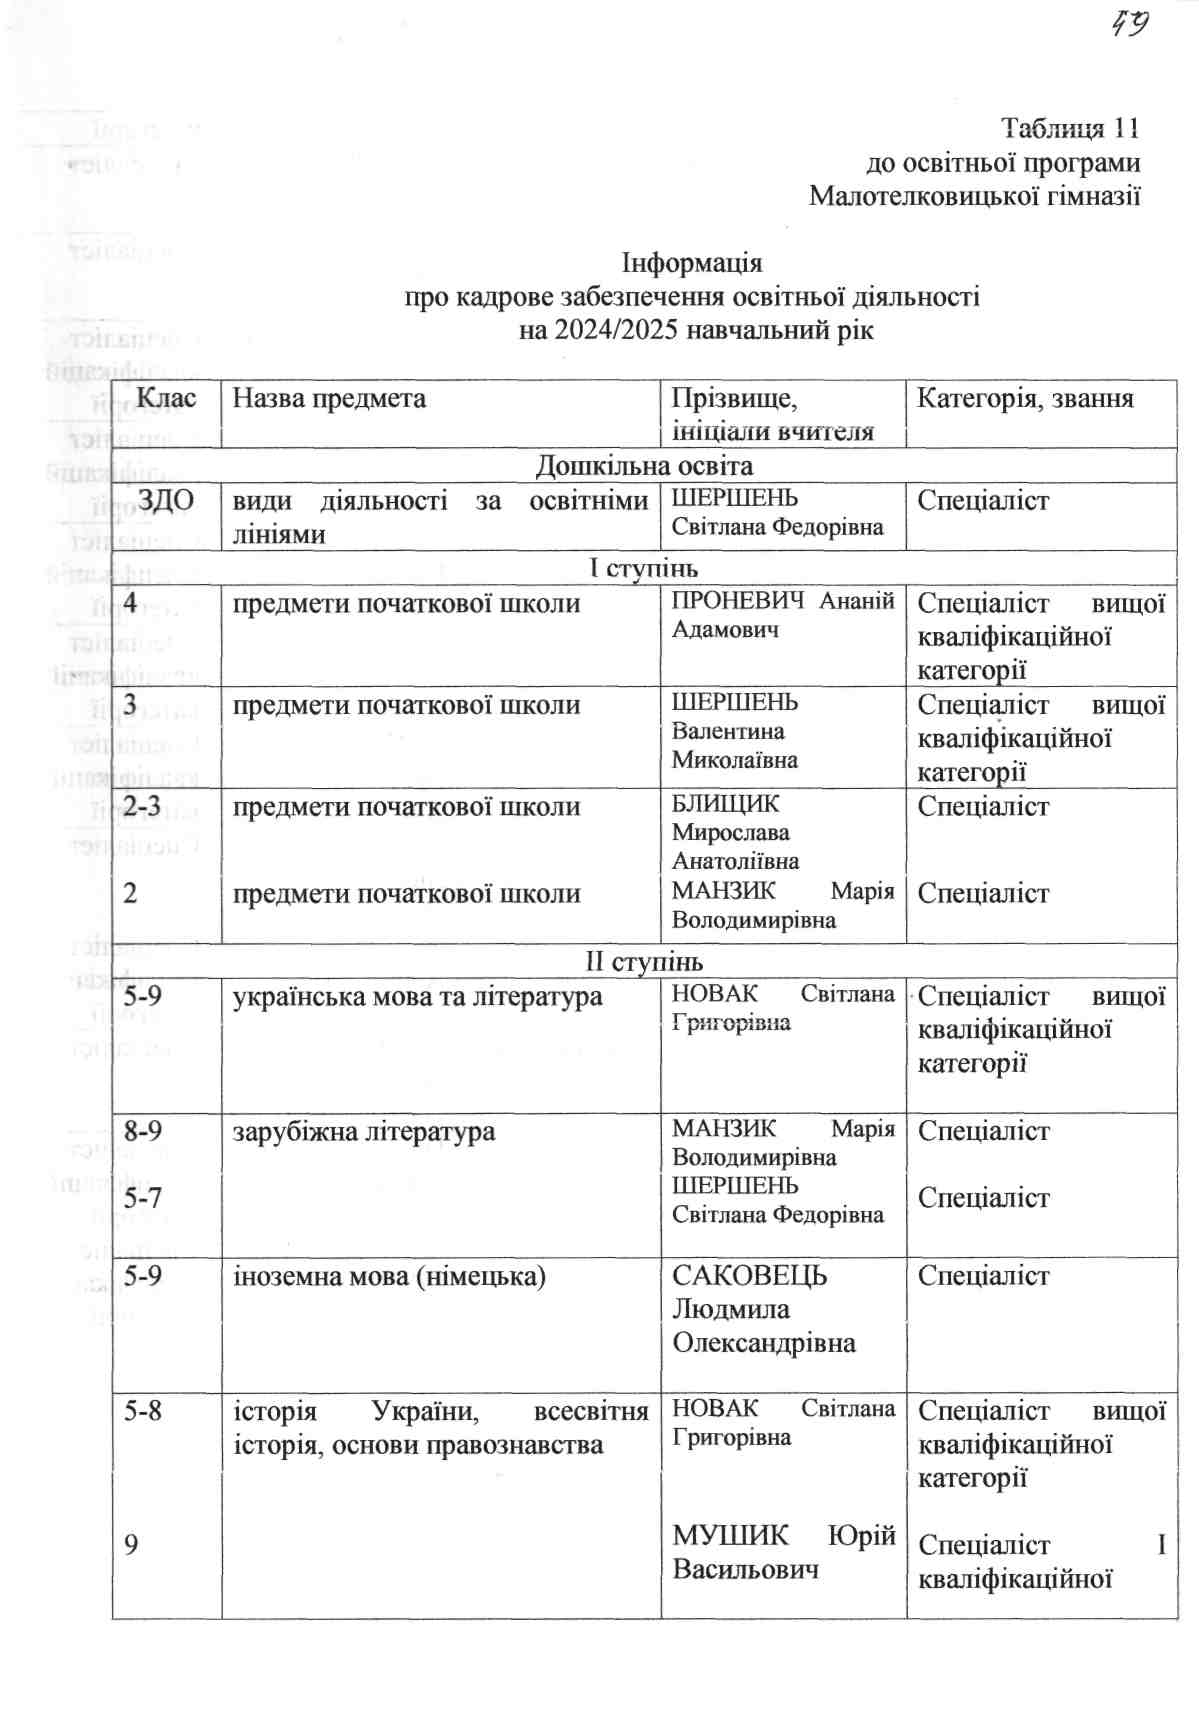 49
Таблиця 11
до освітньої програми
Малотелковицької гімназії
Інформація
про кадрове забезпечення освітньої діяльності
на 2024/2025 навчальний рік
Клас Назва предмета Прізвище, Категорія, звання
ініціали вчителя
Дошкільна освіта
ЗДО види діяльності за освітніми ШЕРШЕНЬ Спеціаліст
лініями Світлана Федорівна
І ступінь
4 предмети початкової школи ПРОНЕВИЧ Ананій Спеціаліст вищої
Адамович кваліфікаційної
категорії
3 предмети початкової школи ШЕРШЕНЬ Спеціаліст вищої
Валентина кваліфікаційної
Миколаївна категорії
2-3 предмети початкової школи БЛИЩИК Спеціаліст
Мирослава
Анатоліївна
2 предмети початкової школи МАНЗИК Марія Спеціаліст
Володимирівна
ІІ ступінь
5-9 українська мова та література НОВАК Світлана Спеціаліст вищої
Григорівна кваліфікаційної
категорії
8-9 зарубіжна література МАНЗИК Марія Спеціаліст
Володимирівна
5-7 ШЕРШЕНЬ Спеціаліст
Світлана Федорівна
5-9 іноземна мова (німецька) САКОВЕЦЬ Спеціаліст
Людмила
Олександрівна
5-8 історія України, всесвітня НОВАК Світлана Спеціаліст вищої
історія, основи правознавства Григорівна кваліфікаційної
категорії
9 МУШИК Юрій Спеціаліст І
Васильович кваліфікаційної